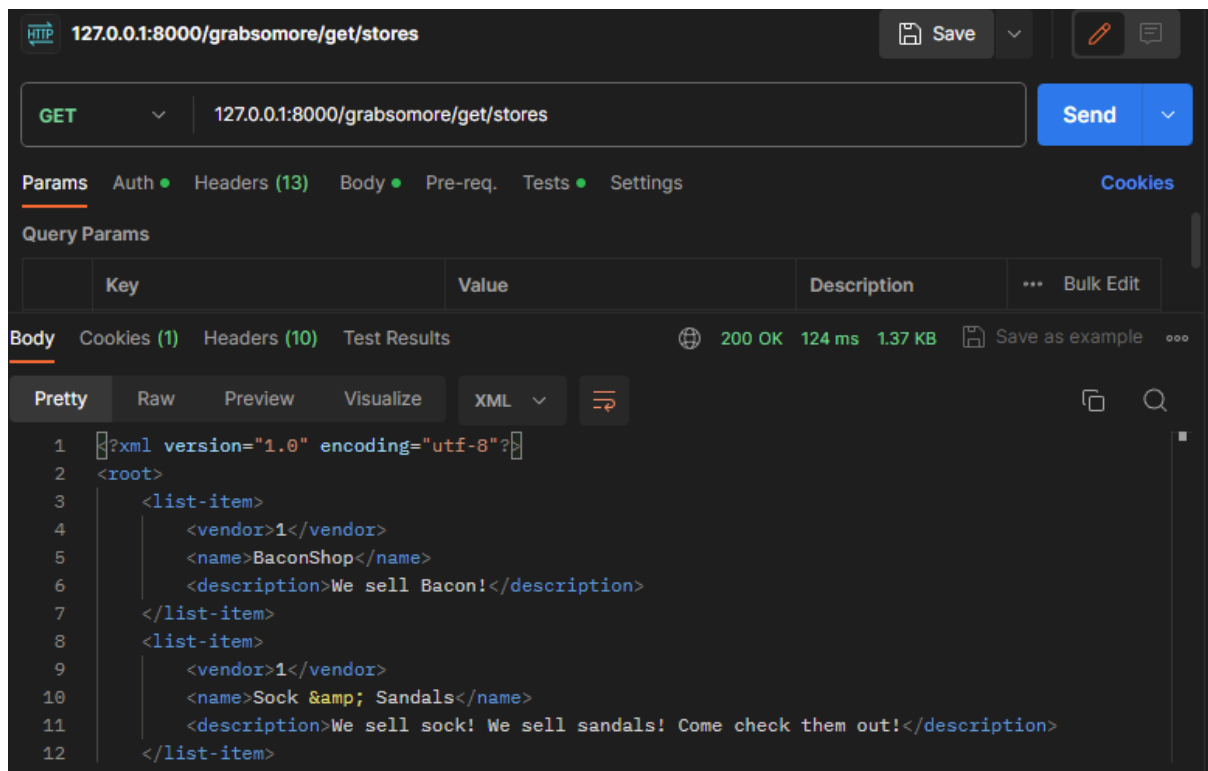 HTTP 127.0.0.1:8000/grabsomore/get/stores Save
GET 127.0.0.1:8000/grabsomore/get/stores Send
Params Auth Headers (13) Body Pre-req. Tests Settings Cookies
Query Params
Key Value Description Bulk Edit
Body Cookies (1) Headers (10) Test Results 200 OK 124 ms 1.37 KB Save as example
Pretty Raw Preview Visualize XML
1 <?xml version="1.0" encoding="utf-8"?>
2 <root>
3 <list-item>
4 <vendor>1</vendor>
5 <name>BaconShop</name>
6 <description>We sell Bacon!</description>
7 </list-item>
8 <list-item>
9 <vendor>1</vendor>
10 <name>Sock &amp; Sandals</name>
11 <description>We sell sock! We sell sandals! Come check them out!</description>
12 </list-item>